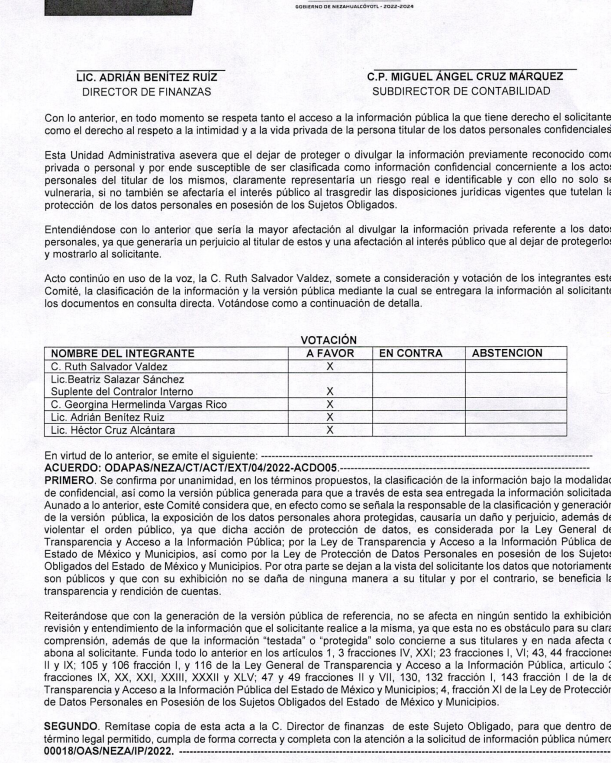 GOBIERNO DE NEZAHUALCÓYOTL - 2022-2024
LIC. ADRIÁN BENÍTEZ RUÍZ
DIRECTOR DE FINANZAS
C.P. MIGUEL ÁNGEL CRUZ MÁRQUEZ
SUBDIRECTOR DE CONTABILIDAD
Con lo anterior, en todo momento se respeta tanto el acceso a la información pública la que tiene derecho el solicitante
como el derecho al respeto a la intimidad y a la vida privada de la persona titular de los datos personales confidenciales
Esta Unidad Administrativa asevera que el dejar de proteger o divulgar la información previamente reconocido como
privada o personal y por ende susceptible de ser clasificada como información confidencial concerniente a los actos
personales del titular de los mismos, claramente representaría un riesgo real e identificable y con ello no solo se
vulneraria, si no también se afectaría el interés público al trasgredir las disposiciones jurídicas vigentes que tutelan la
protección de los datos personales en posesión de los Sujetos Obligados.
Entendiéndose con lo anterior que sería la mayor afectación al divulgar la información privada referente a los datos
personales, ya que generaría un perjuicio al titular de estos y una afectación al interés público que al dejar de protegerlos
y mostrarlo al solicitante.
Acto continúo en uso de la voz, la C. Ruth Salvador Valdez, somete a consideración y votación de los integrantes este
Comité, la clasificación de la información y la versión pública mediante la cual se entregara la información al solicitante
los documentos en consulta directa. Votándose como a continuación de detalla.
VOTACIÓN
NOMBRE DEL INTEGRANTE A FAVOR EN CONTRA ABSTENCION
C. Ruth Salvador Valdez X
Lic.Beatriz Salazar Sánchez
Suplente del Contralor Interno X
C. Georgina Hermelinda Vargas Rico X
Lic. Adrián Benítez Ruiz X
Lic. Héctor Cruz Alcántara X
En virtud de lo anterior, se emite el siguiente: ------------------------------------------------------------
ACUERDO: ODAPAS/NEZA/CT/ACT/EXT/04/2022-ACDO05.------------------------------------------------
PRIMERO. Se confirma por unanimidad, en los términos propuestos, la clasificación de la información bajo la modalidad
de confidencial, así como la versión pública generada para que a través de esta sea entregada la información solicitada
Aunado a lo anterior, este Comité considera que, en efecto como se señala la responsable de la clasificación y generación
de la versión pública, la exposición de los datos personales ahora protegidas, causaría un daño y perjuicio, además de
violentar el orden público, ya que dicha acción de protección de datos, es considerada por la Ley General de
Transparencia y Acceso a la Información Pública; por la Ley de Transparencia y Acceso a la Información Pública del
Estado de México y Municipios, así como por la Ley de Protección de Datos Personales en posesión de los Sujetos
Obligados del Estado de México y Municipios. Por otra parte se dejan a la vista del solicitante los datos que notoriamente
son públicos y que con su exhibición no se daña de ninguna manera a su titular y por el contrario, se beneficia la
transparencia y rendición de cuentas.
Reiterándose que con la generación de la versión pública de referencia, no se afecta en ningún sentido la exhibición
revisión y entendimiento de la información que el solicitante realice a la misma, ya que esta no es obstáculo para su clara
comprensión, además de que la información “testada” o “protegida” solo concierne a sus titulares y en nada afecta o
abona al solicitante. Funda todo lo anterior en los artículos 1, 3 fracciones IV, XXI; 23 fracciones I, VI; 43, 44 fracciones
II y IX; 105 y 106 fracción I, y 116 de la Ley General de Transparencia y Acceso a la Información Pública, articulo 3
fracciones IX, XX, XXI, XXIII, XXXII y XLV; 47 y 49 fracciones II y VII, 130, 132 fracción I, 143 fracción I de la de
Transparencia y Acceso a la Información Pública del Estado de México y Municipios; 4, fracción XI de la Ley de Protección
de Datos Personales en Posesión de los Sujetos Obligados del Estado de México y Municipios.
SEGUNDO. Remítase copia de esta acta a la C. Director de finanzas de este Sujeto Obligado, para que dentro del
término legal permitido, cumpla de forma correcta y completa con la atención a la solicitud de información pública número
00018/OAS/NEZA/IP/2022. ------------------------------------------------------------